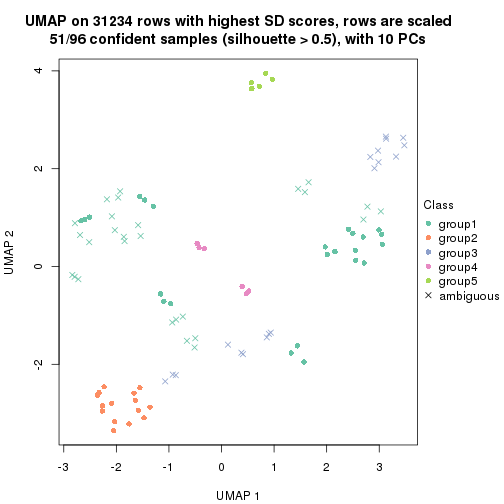 UMAP on 31234 rows with highest SD scores, rows are scaled
51/96 confident samples (silhouette > 0.5), with 10 PCs
4
2
0
-2
UMAP 2
-3
-2
-1
0
1
2
3
UMAP 1
Class
group1
group2
group3
group4
group5
ambiguous